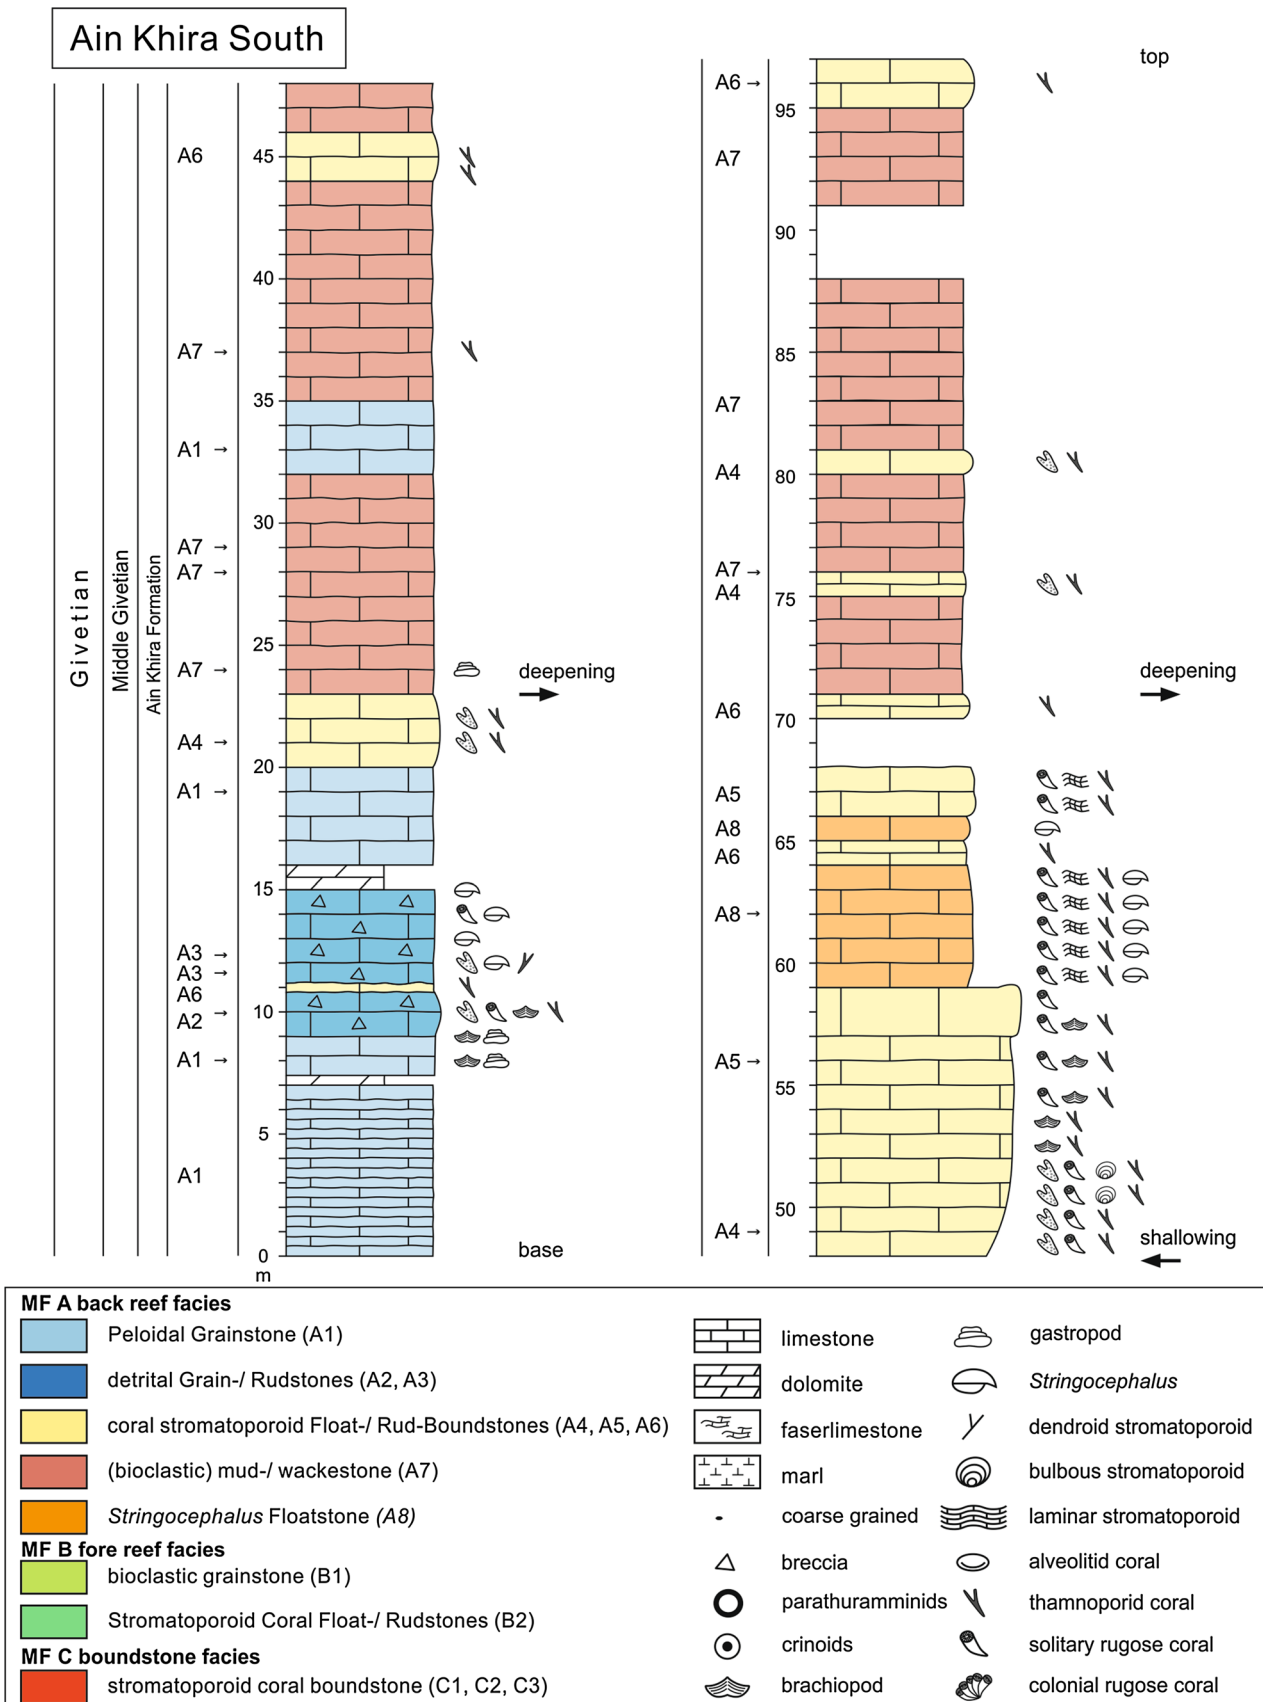 Ain Khira South
Givetian
Middle Givetian
Ain Khira Formation
A6
A7 →
A1 →
A7 →
A7 →
A7 →
A4 →
A1 →
A3 →
A3 →
A6
A2 →
A1 →
A1
45
40
35
30
25
20
15
10
5
0
m
deepening
base
top
A6 →
A7
A7
A4
A7 →
A4
A6
A5
A8
A6
A8 →
A5 →
A4 →
95
90
85
80
75
70
65
60
55
50
deepening
shallowing
MF A back reef facies
Peloidal Grainstone (A1)
detrital Grain-/ Rudstones (A2, A3)
coral stromatoporoid Float-/ Rud-Boundstones (A4, A5, A6)
(bioclastic) mud-/ wackestone (A7)
Stringocephalus Floatstone (A8)
MF B fore reef facies
bioclastic grainstone (B1)
Stromatoporoid Coral Float-/ Rudstones (B2)
MF C boundstone facies
stromatoporoid coral boundstone (C1, C2, C3)
limestone
dolomite
faserlimestone
marl
coarse grained
breccia
parathuramminids
crinoids
brachiopod
gastropod
Stringocephalus
dendroid stromatoporoid
bulbous stromatoporoid
laminar stromatoporoid
alveolitid coral
thamnoporid coral
solitary rugose coral
colonial rugose coral